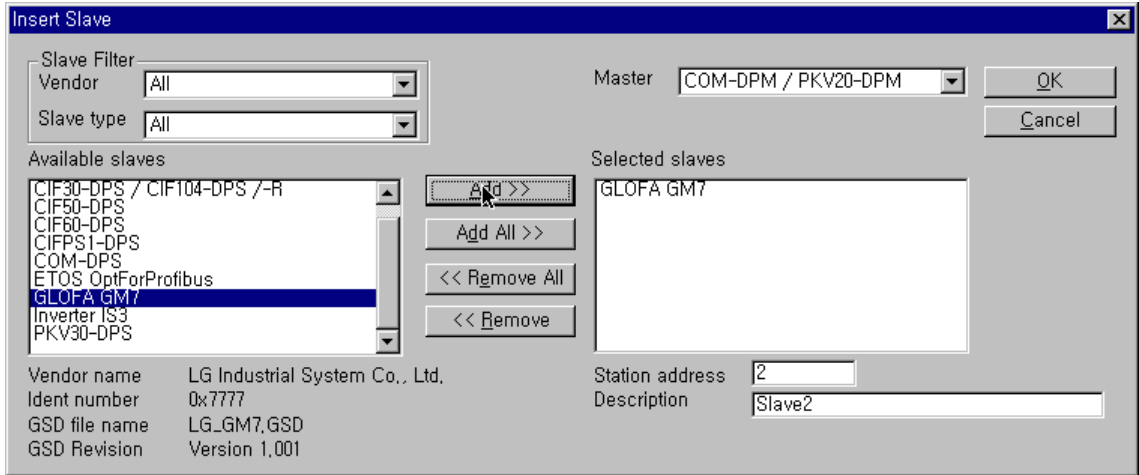 Insert Slave
Slave Filter
Vendor All
Slave type All
Master COM-DPM / PKV20-DPM
OK
Cancel
Available slaves
CIF30-DPS / CIF104-DPS /-R
CIF50-DPS
CIF60-DPS
CIFPS1-DPS
COM-DPS
ETOS OptForProfibus
GLOFA GM7
Inverter IS3
PKV30-DPS
Add >>
Add All >>
<< Remove All
<< Remove
Selected slaves
GLOFA GM7
Vendor name LG Industrial System Co., Ltd.
Ident number 0x7777
GSD file name LG_GM7.GSD
GSD Revision Version 1.001
Station address 2
Description Slave2